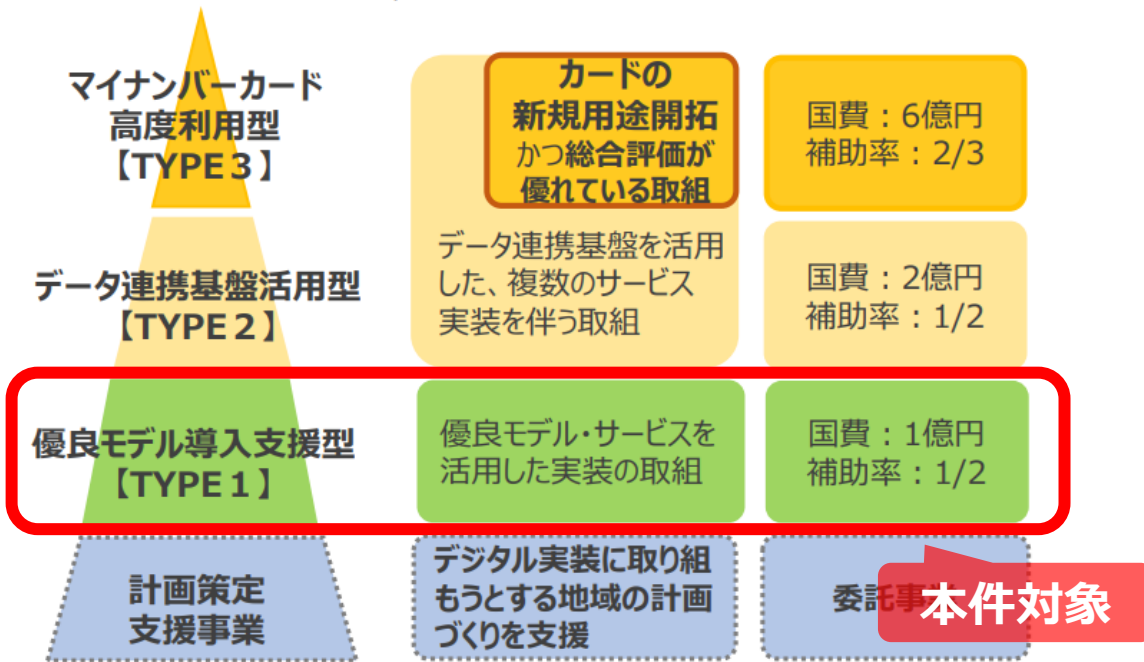 マイナンバーカード
高度利用型
【TYPE3】
カードの
新規用途開拓
かつ総合評価が
優れている取組
国費：6億円
補助率：2/3
データ連携基盤活用型
【TYPE2】
データ連携基盤を活用
した、複数のサービス
実装を伴う取組
国費：2億円
補助率：1/2
優良モデル導入支援型
【TYPE1】
優良モデル・サービスを
活用した実装の取組
国費：1億円
補助率：1/2
計画策定
支援事業
デジタル実装に取り組
もうとする地域の計画
づくりを支援
委託事業
本件対象